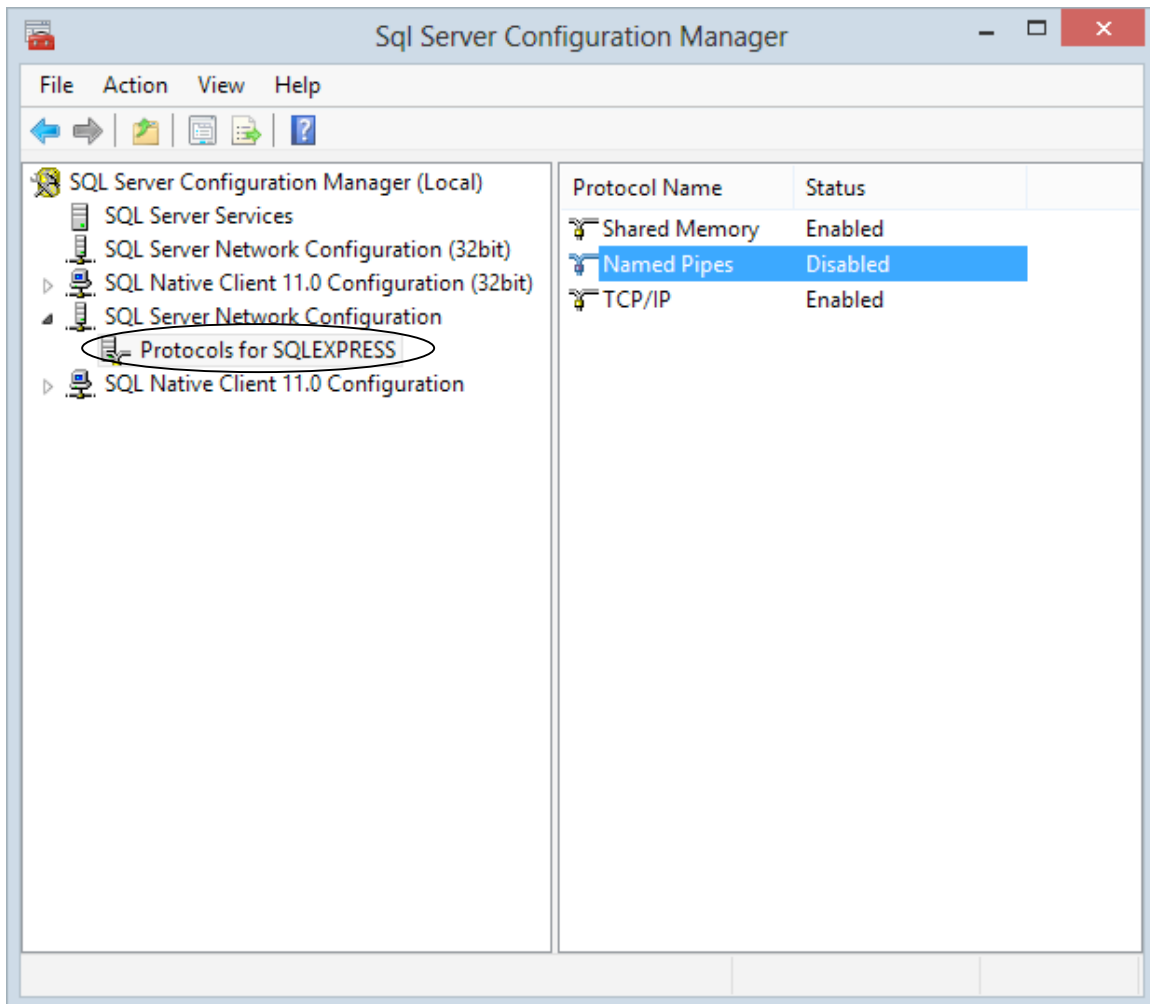 Sql Server Configuration Manager
File Action View Help
SQL Server Configuration Manager (Local)
SQL Server Services
SQL Server Network Configuration (32bit)
SQL Native Client 11.0 Configuration (32bit)
SQL Server Network Configuration
Protocols for SQLEXPRESS
SQL Native Client 11.0 Configuration
Protocol Name Status
Shared Memory Enabled
Named Pipes Disabled
TCP/IP Enabled